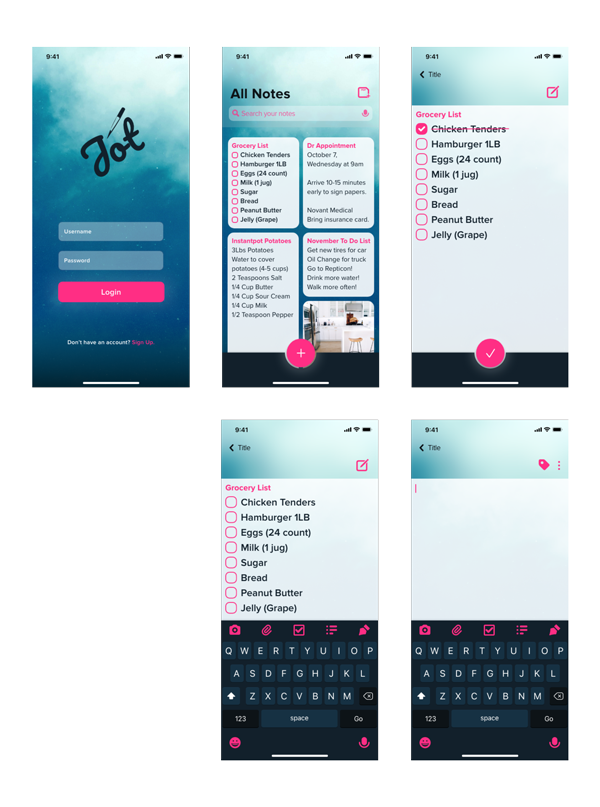 9:41
Jot
Username
Password
Login
Don't have an account? Sign Up.
9:41
All Notes
Search your notes
Grocery List
Chicken Tenders
Hamburger 1LB
Eggs (24 count)
Milk (1 jug)
Sugar
Bread
Peanut Butter
Jelly (Grape)
Dr Appointment
October 7,
Wednesday at 9am
Arrive 10-15 minutes
early to sign papers.
Novant Medical
Bring insurance card.
Instantpot Potatoes
3Lbs Potatoes
Water to cover
potatoes (4-5 cups)
2 Teaspoons Salt
1/4 Cup Butter
1/4 Cup Sour Cream
1/4 Cup Milk
1/2 Teaspoon Pepper
November To Do List
Get new tires for car
Oil Change for truck
Go to Repticon!
Drink more water!
Walk more often!
9:41
Title
Grocery List
Chicken Tenders
Hamburger 1LB
Eggs (24 count)
Milk (1 jug)
Sugar
Bread
Peanut Butter
Jelly (Grape)
9:41
Title
Grocery List
Chicken Tenders
Hamburger 1LB
Eggs (24 count)
Milk (1 jug)
Sugar
Bread
Peanut Butter
Jelly (Grape)
Q W E R T Y U I O P
A S D F G H J K L
Z X C V B N M
123 space Go
9:41
Title
Q W E R T Y U I O P
A S D F G H J K L
Z X C V B N M
123 space Go